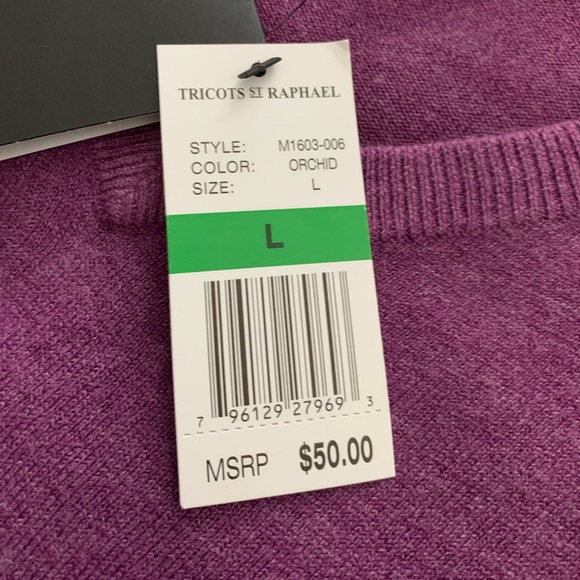 TRICOTS ST RAPHAEL
STYLE: M1603-006
COLOR: ORCHID
SIZE: L
L
7 96129 27969 3
MSRP $50.00